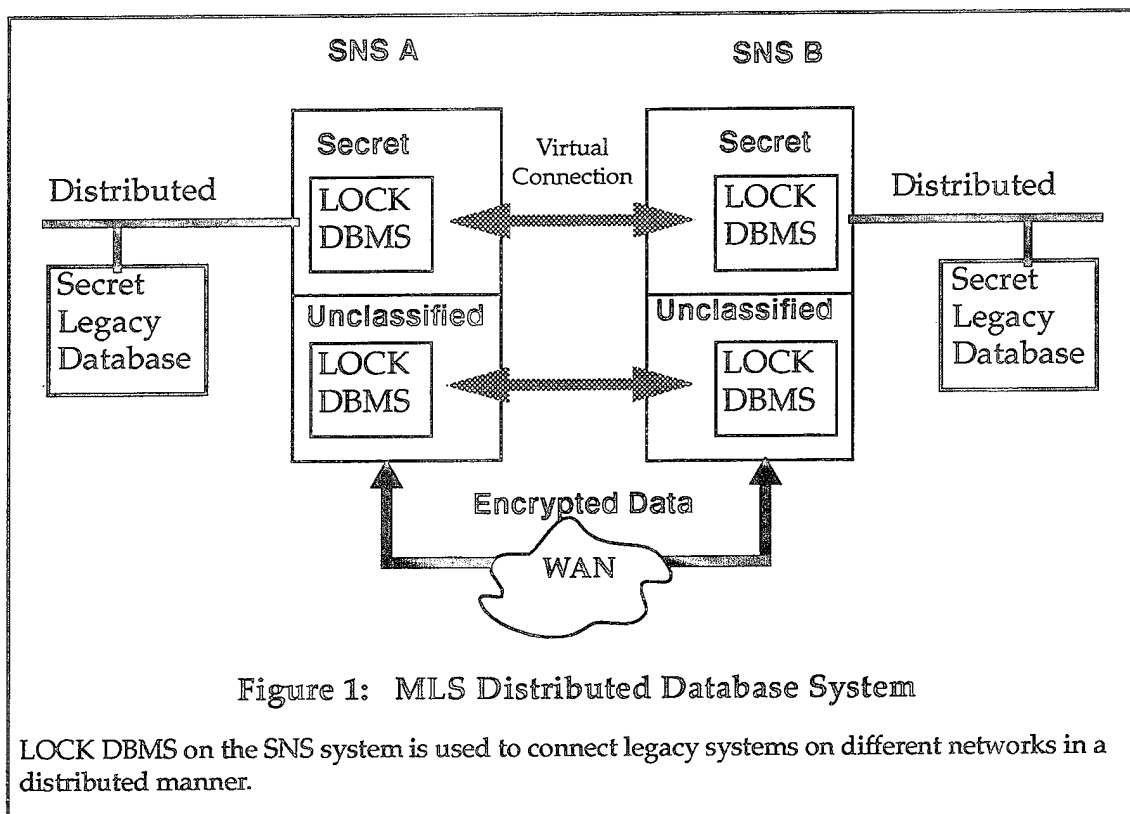 SNS A
SNS B
Secret
Virtual
Connection
Secret
Distributed
LOCK
DBMS
LOCK
DBMS
Distributed
Secret
Legacy
Database
Unclassified
LOCK
DBMS
Unclassified
LOCK
DBMS
Secret
Legacy
Database
Encrypted Data
WAN
Figure 1: MLS Distributed Database System
LOCK DBMS on the SNS system is used to connect legacy systems on different networks in a
distributed manner.